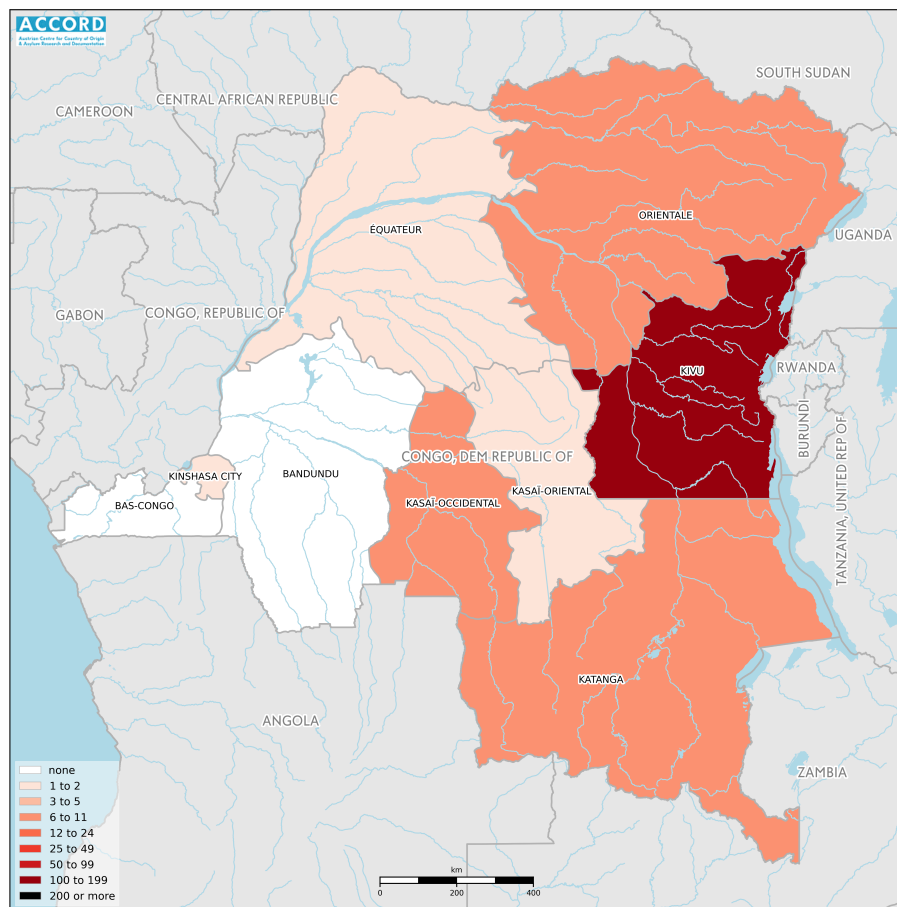 ACCORD
Austrian Centre for Country of Origin
& Asylum Research and Documentation
SOUTH SUDAN
CENTRAL AFRICAN REPUBLIC
CAMEROON
ORIENTALE
ÉQUATEUR
UGANDA
GABON
CONGO, REPUBLIC OF
RWANDA
KIVU
BURUNDI
TANZANIA, UNITED REP OF
CONGO, DEM REPUBLIC OF
KINSHASA CITY
BANDUNDU
KASAÏ-ORIENTAL
KASAÏ-OCCIDENTAL
BAS-CONGO
KATANGA
ANGOLA
ZAMBIA
none
1 to 2
3 to 5
6 to 11
12 to 24
25 to 49
50 to 99
100 to 199
200 or more
km
0 200 400